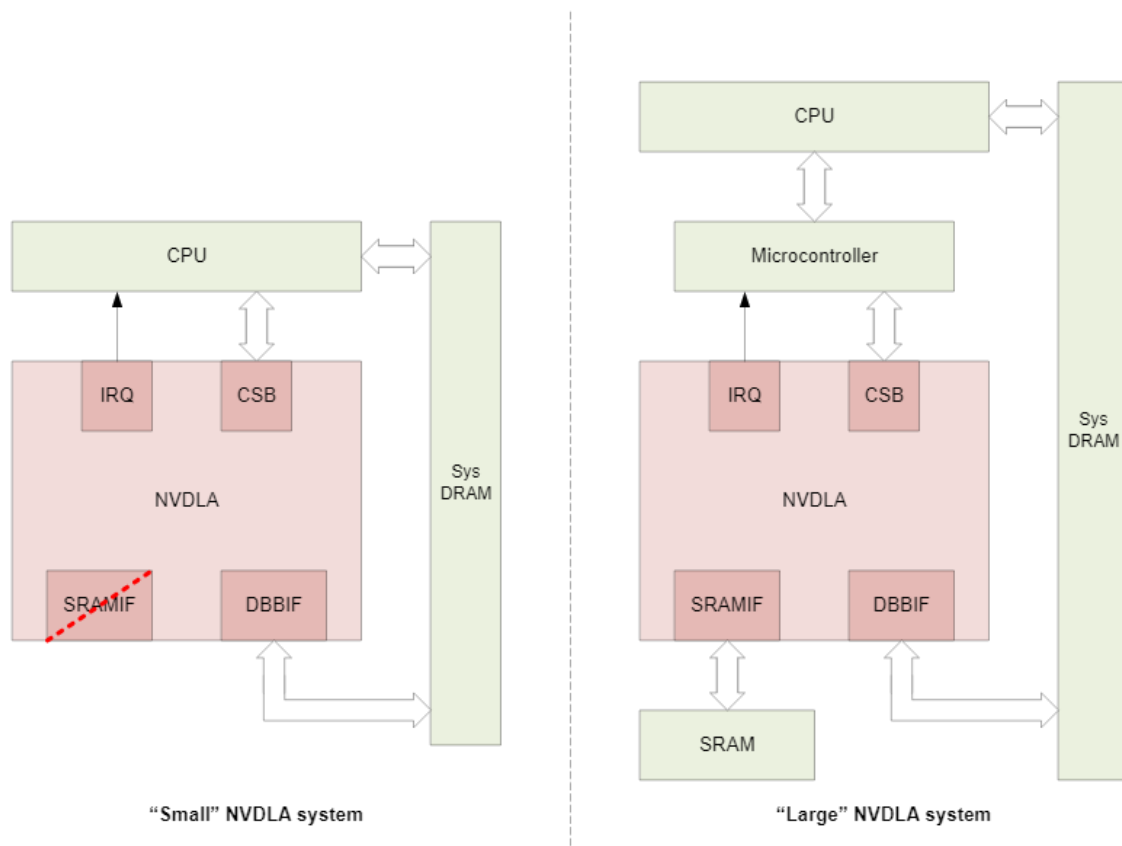 CPU
IRQ
CSB
NVDLA
SRAMIF
DBBIF
Sys
DRAM
“Small” NVDLA system
CPU
Microcontroller
IRQ
CSB
NVDLA
SRAMIF
DBBIF
SRAM
Sys
DRAM
“Large” NVDLA system